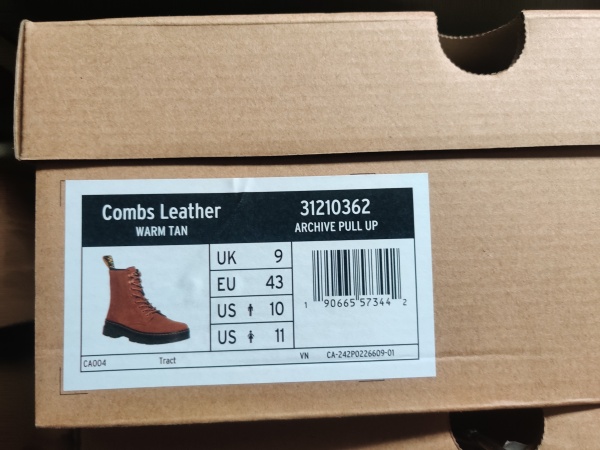 Combs Leather 31210362
WARM TAN ARCHIVE PULL UP
UK 9
EU 43
US 10
US 11
1 90665 57344 2
CA004 Tract VN CA-242P0226609-01